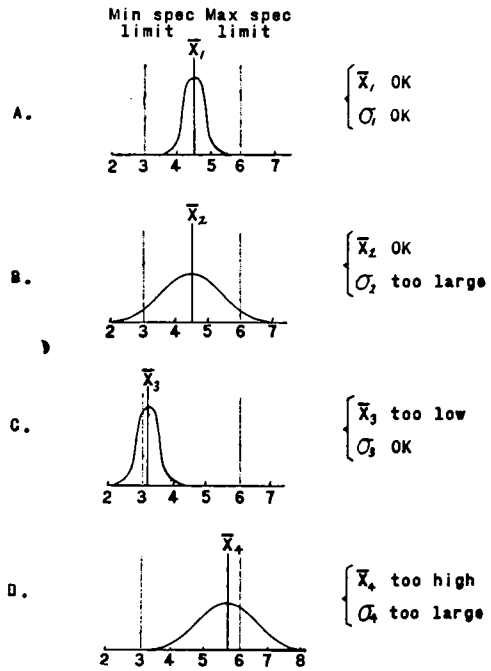 Min spec Max spec
limit limit
X̄₁
A.
X̄₁ OK
σ₁ OK
2 3 4 5 6 7
X̄₂
B.
X̄₂ OK
σ₂ too large
2 3 4 5 6 7
X̄₃
C.
X̄₃ too low
σ₃ OK
2 3 4 5 6 7
X̄₄
D.
X̄₄ too high
σ₄ too large
2 3 4 5 6 7 8